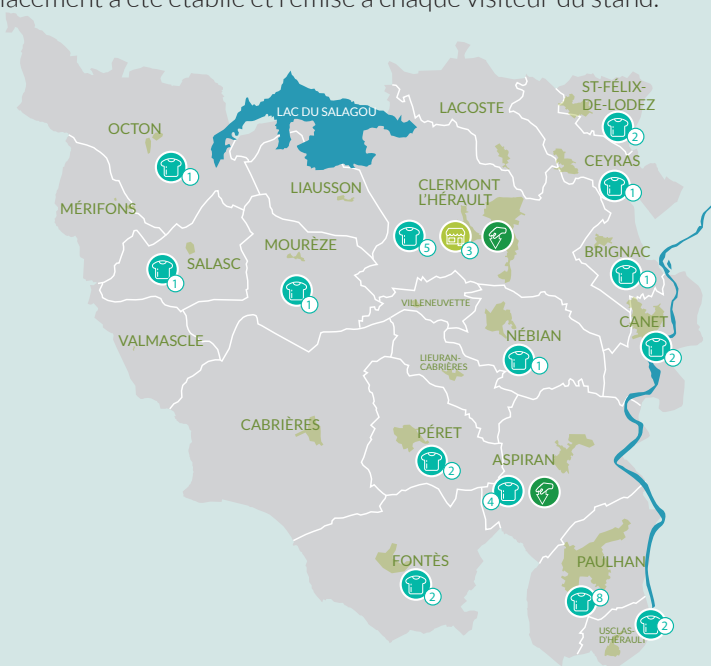 lacement a été établie et remise à chaque visiteur du stand.
ST-FÉLIX-
DE-LODEZ
2
LAC DU SALAGOU
LACOSTE
OCTON
1
CEYRAS
1
LIAUSSON
CLERMONT
L'HÉRAULT
5
3
MÉRIFONS
MOURÈZE
1
SALASC
1
BRIGNAC
1
VILLENEUVETTE
CANET
2
VALMASCLE
NÉBIAN
1
LIEURAN-
CABRIÈRES
CABRIÈRES
PÉRET
2
ASPIRAN
4
FONTÈS
2
PAULHAN
8
USCLAS-
D'HÉRAULT
2